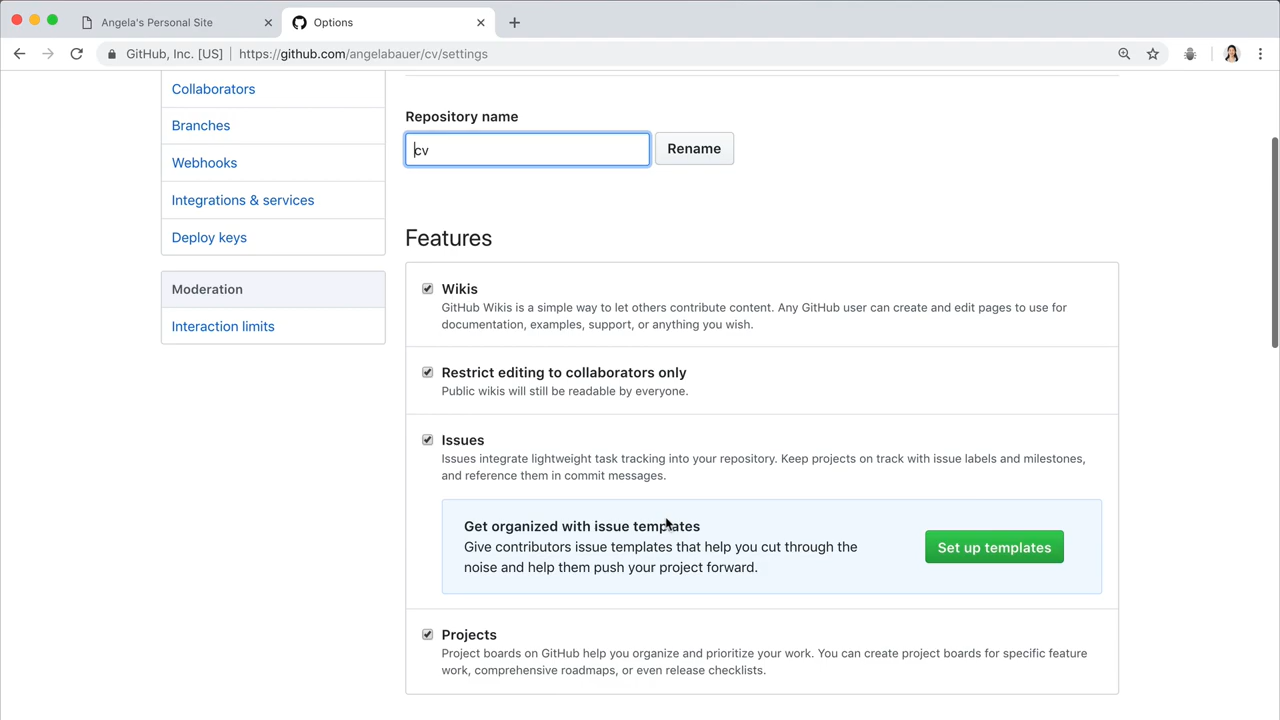 Angela's Personal Site
Options
GitHub, Inc. [US]
https://github.com/angelabauer/cv/settings
Collaborators
Branches
Webhooks
Integrations & services
Deploy keys
Moderation
Interaction limits
Repository name
cv
Rename
Features
Wikis
GitHub Wikis is a simple way to let others contribute content. Any GitHub user can create and edit pages to use for
documentation, examples, support, or anything you wish.
Restrict editing to collaborators only
Public wikis will still be readable by everyone.
Issues
Issues integrate lightweight task tracking into your repository. Keep projects on track with issue labels and milestones,
and reference them in commit messages.
Get organized with issue templates
Give contributors issue templates that help you cut through the
noise and help them push your project forward.
Set up templates
Projects
Project boards on GitHub help you organize and prioritize your work. You can create project boards for specific feature
work, comprehensive roadmaps, or even release checklists.